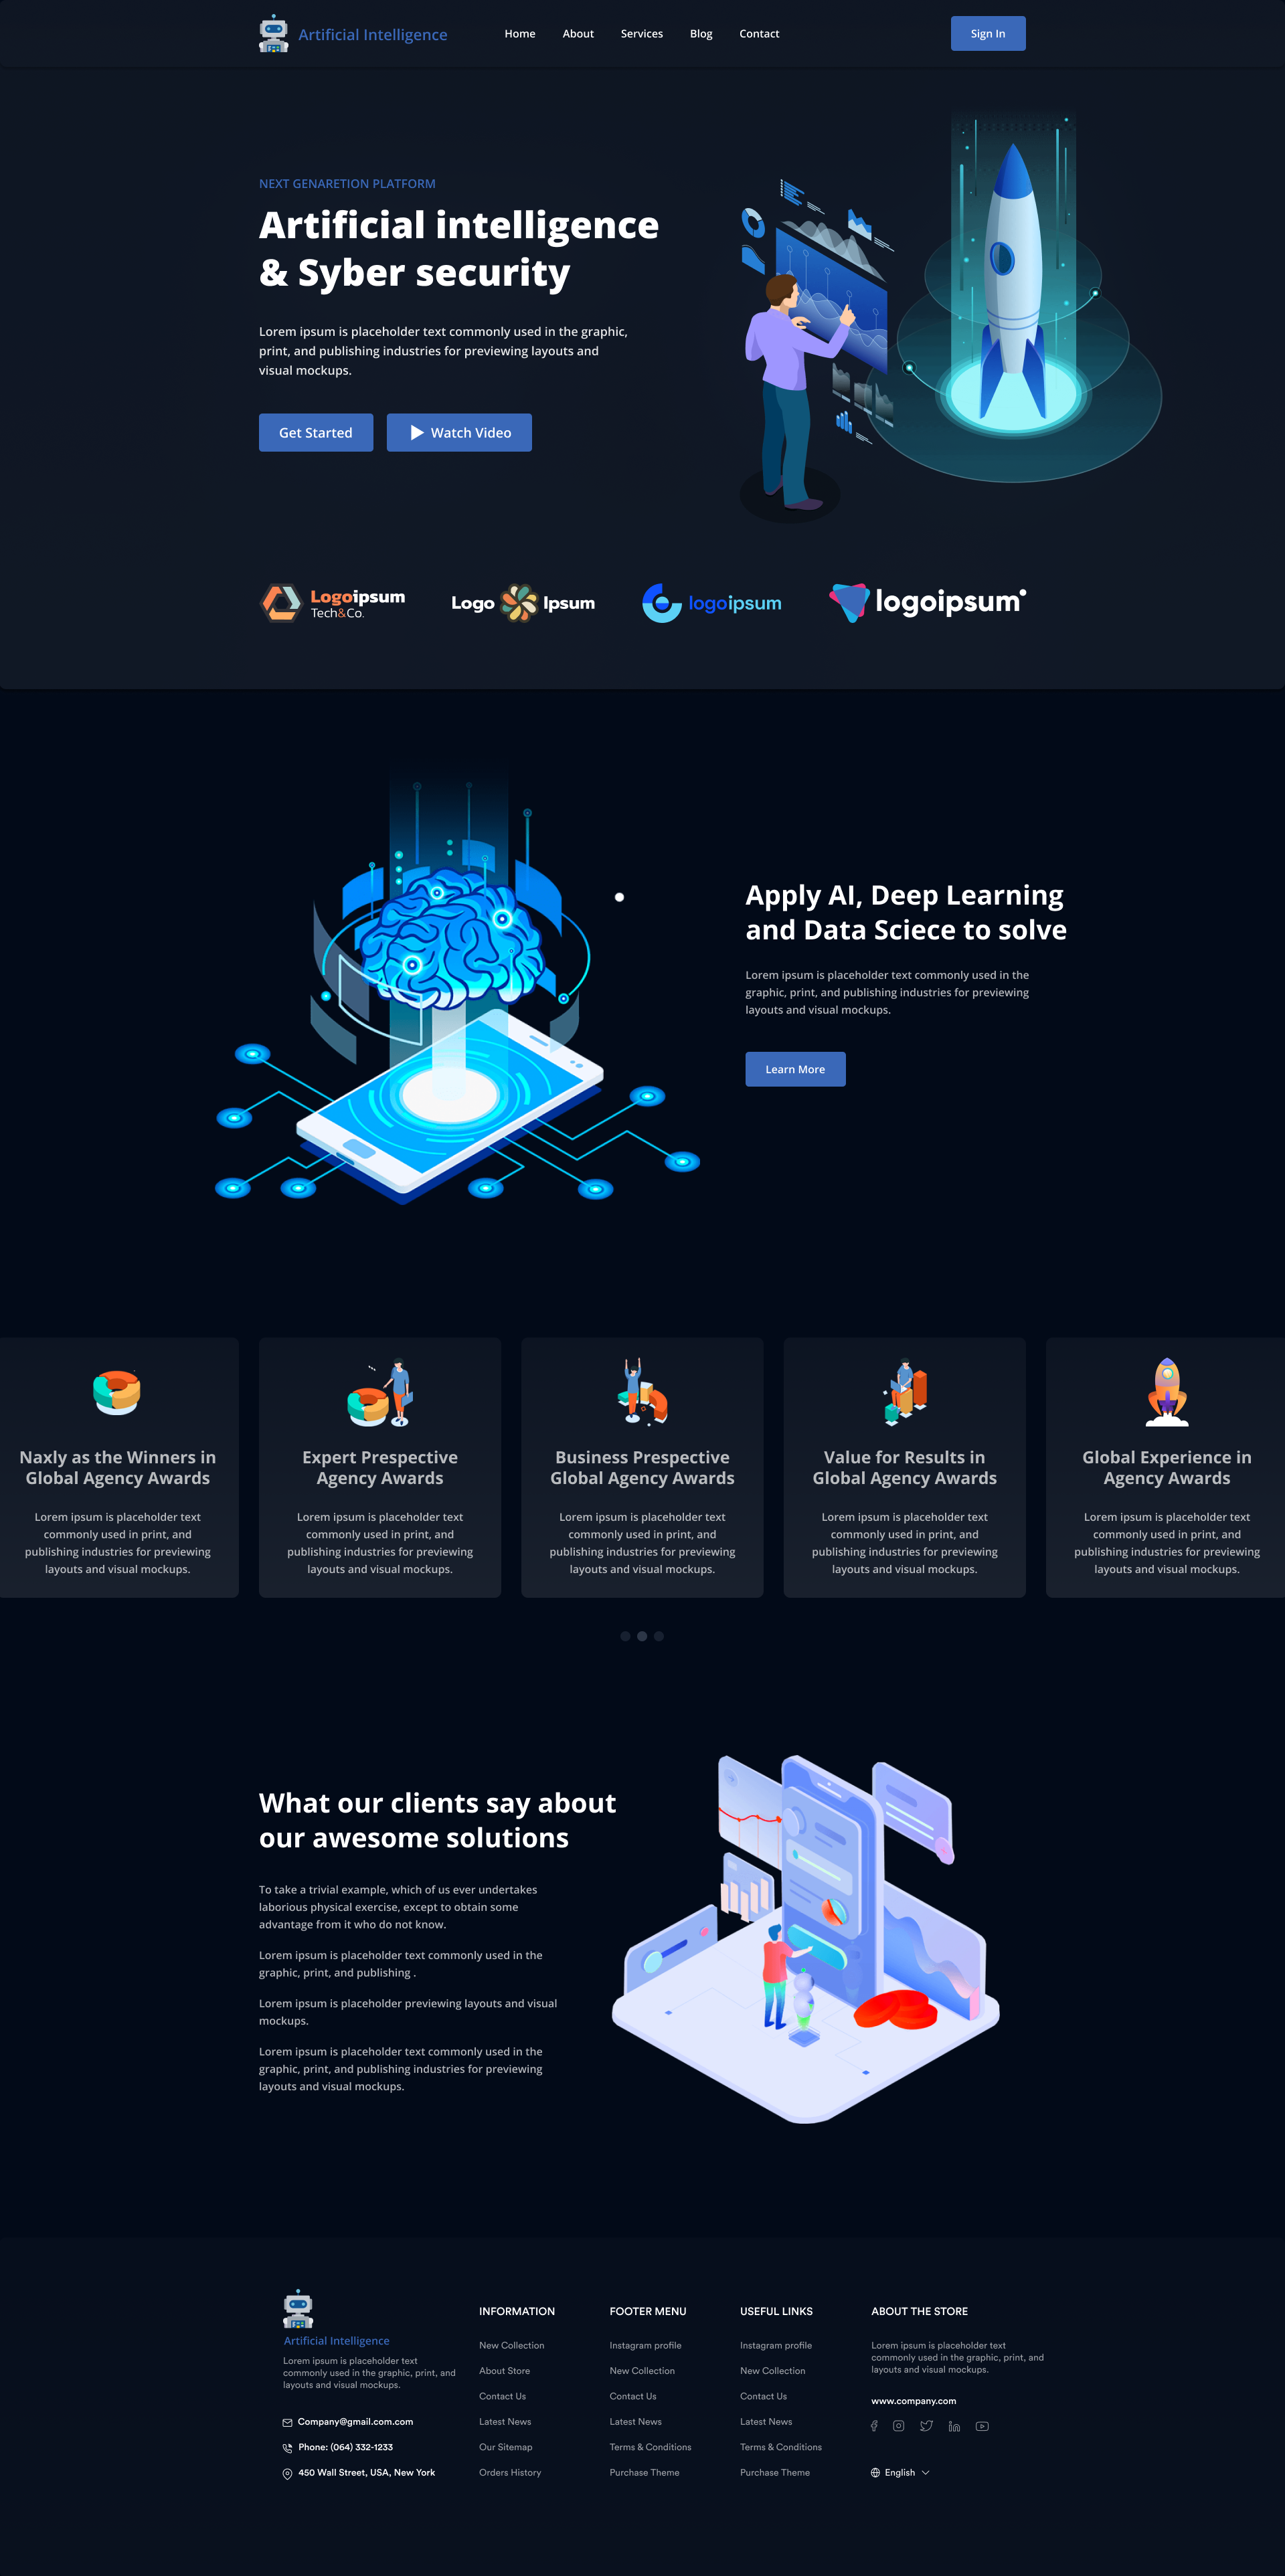 Artificial Intelligence
Home
About
Services
Blog
Contact
Sign In
NEXT GENARETION PLATFORM
Artificial intelligence
& Syber security
Lorem ipsum is placeholder text commonly used in the graphic,
print, and publishing industries for previewing layouts and
visual mockups.
Get Started
Watch Video
Logoipsum
Tech&Co.
Logo Ipsum
logoipsum
logoipsum
Apply AI, Deep Learning
and Data Sciece to solve
Lorem ipsum is placeholder text commonly used in the
graphic, print, and publishing industries for previewing
layouts and visual mockups.
Learn More
Naxly as the Winners in
Global Agency Awards
Lorem ipsum is placeholder text
commonly used in print, and
publishing industries for previewing
layouts and visual mockups.
Expert Prespective
Agency Awards
Lorem ipsum is placeholder text
commonly used in print, and
publishing industries for previewing
layouts and visual mockups.
Business Prespective
Global Agency Awards
Lorem ipsum is placeholder text
commonly used in print, and
publishing industries for previewing
layouts and visual mockups.
Value for Results in
Global Agency Awards
Lorem ipsum is placeholder text
commonly used in print, and
publishing industries for previewing
layouts and visual mockups.
Global Experience in
Agency Awards
Lorem ipsum is placeholder text
commonly used in print, and
publishing industries for previewing
layouts and visual mockups.
What our clients say about
our awesome solutions
To take a trivial example, which of us ever undertakes
laborious physical exercise, except to obtain some
advantage from it who do not know.
Lorem ipsum is placeholder text commonly used in the
graphic, print, and publishing .
Lorem ipsum is placeholder previewing layouts and visual
mockups.
Lorem ipsum is placeholder text commonly used in the
graphic, print, and publishing industries for previewing
layouts and visual mockups.
Artificial Intelligence
Lorem ipsum is placeholder text
commonly used in the graphic, print, and
layouts and visual mockups.
Company@gmail.com.com
Phone: (064) 332-1233
450 Wall Street, USA, New York
INFORMATION
New Collection
About Store
Contact Us
Latest News
Our Sitemap
Orders History
FOOTER MENU
Instagram profile
New Collection
Contact Us
Latest News
Terms & Conditions
Purchase Theme
USEFUL LINKS
Instagram profile
New Collection
Contact Us
Latest News
Terms & Conditions
Purchase Theme
ABOUT THE STORE
Lorem ipsum is placeholder text
commonly used in the graphic, print, and
layouts and visual mockups.
www.company.com
English